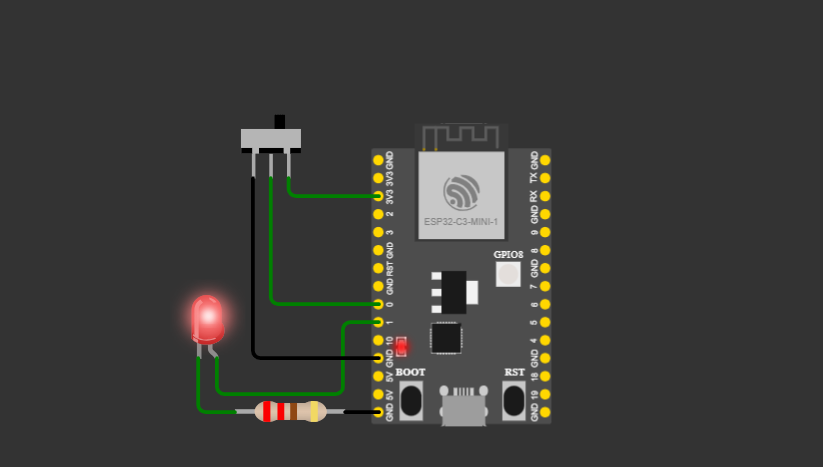 GND
3V3
3V3
2
3
GND
RST
GND
0
1
10
GND
5V
5V
GND
ESP32-C3-MINI-1
GPIO8
BOOT
RST
GND
TX
RX
GND
9
8
GND
7
6
5
4
GND
18
19
GND